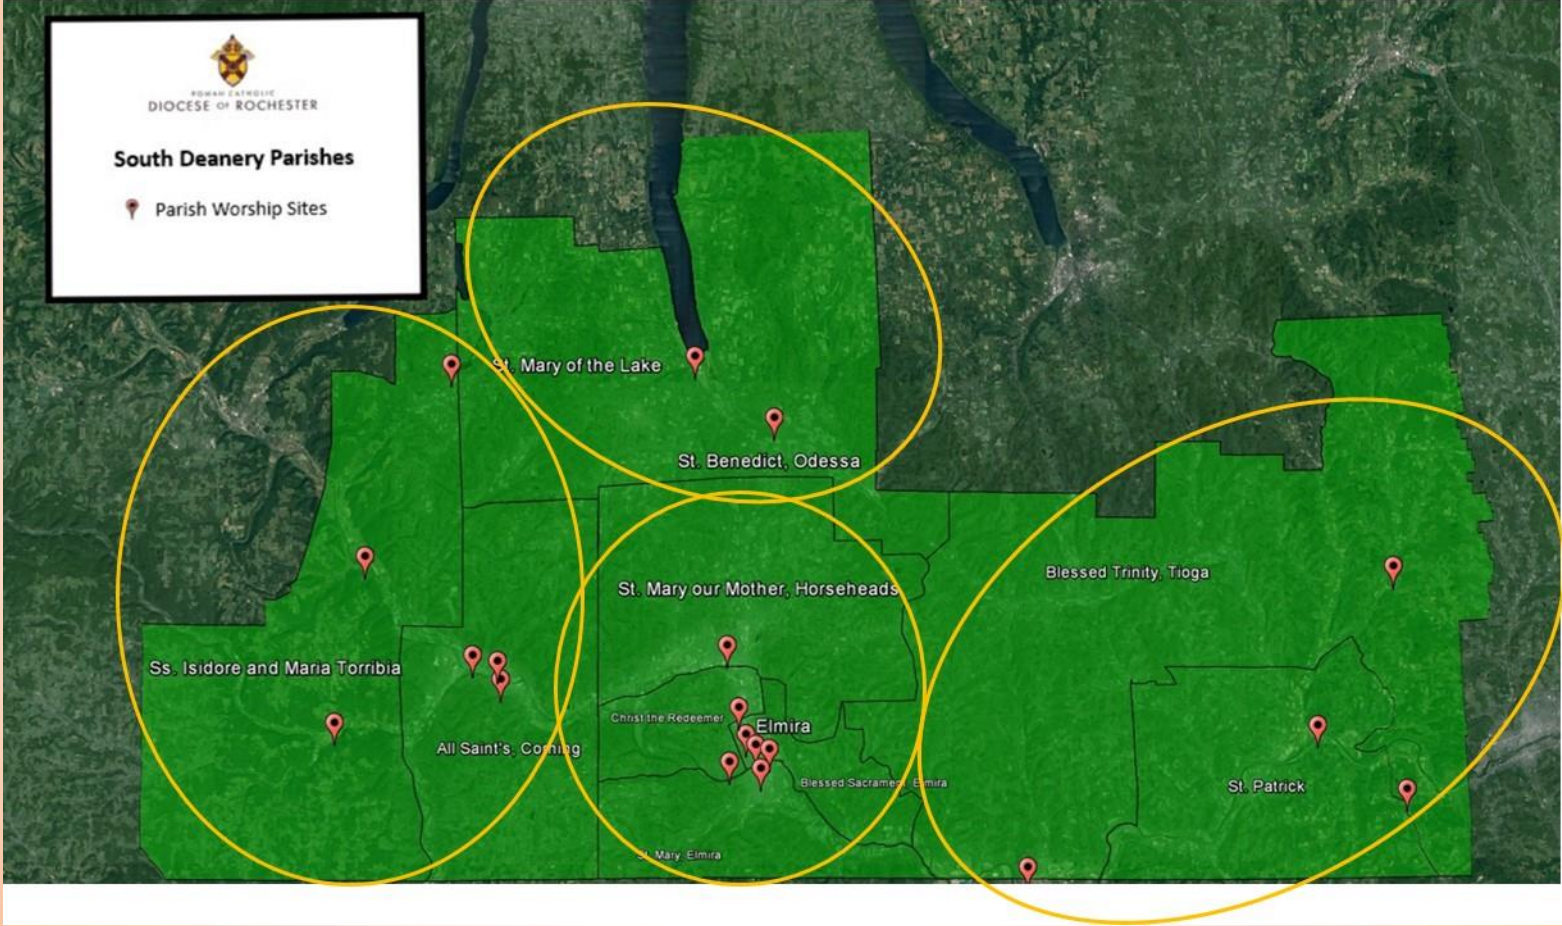 ROMAN CATHOLIC
DIOCESE OF ROCHESTER
South Deanery Parishes
Parish Worship Sites
St. Mary of the Lake
St. Benedict, Odessa
Blessed Trinity, Tioga
St. Mary our Mother, Horseheads
Ss. Isidore and Maria Torribia
Christ the Redeemer
Elmira
All Saint's, Corning
Blessed Sacrament, Elmira
St. Patrick
St. Mary, Elmira